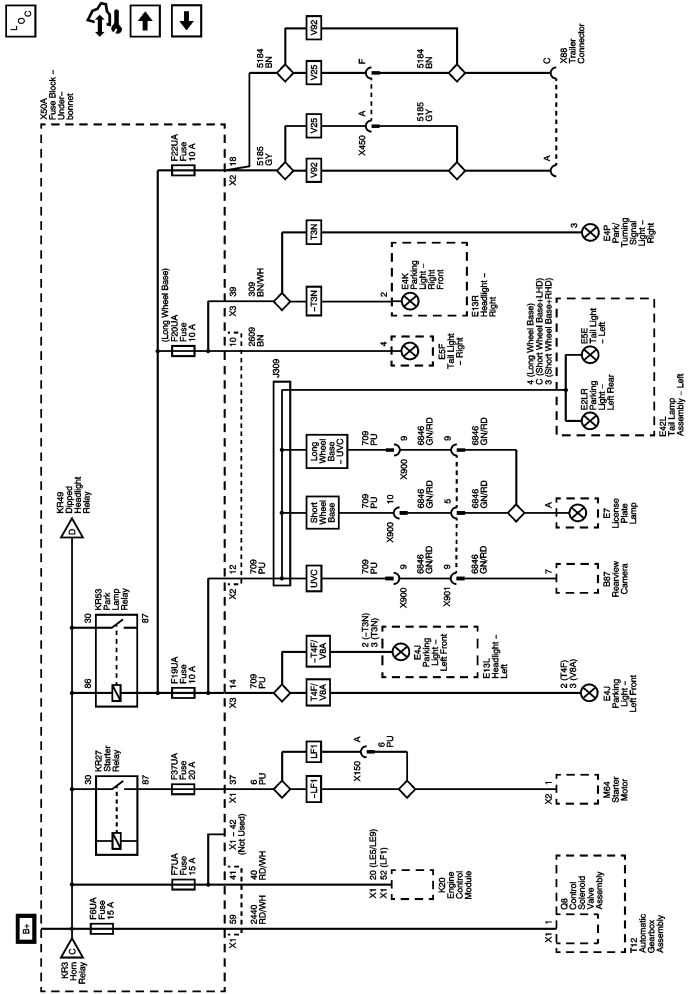 L O C
X50A
Fuse Block –
Under–
bonnet
B+
C
KR3
Horn
Relay
F6UA
Fuse
15 A
X1
59
2440
RD/WH
X1
1
Q8
Control
Solenoid
Valve
Assembly
T12
Automatic
Gearbox
Assembly
F7UA
Fuse
15 A
41
40
RD/WH
X1 – 42
(Not Used)
X1
20 (LE5/LE9)
X1
52 (LF1)
K20
Engine
Control
Module
KR27
Starter
Relay
30
87
F37UA
Fuse
20 A
X1
37
6
PU
LF1
–LF1
X150
A
6
PU
X2
1
M64
Starter
Motor
D
KR49
Dipped
Headlight
Relay
KR53
Park
Lamp
Relay
30
87
86
F19UA
Fuse
10 A
X3
14
709
PU
–T4F/
V8A
T4F/
V8A
2 (–T3N)
3 (T3N)
E4J
Parking
Light –
Left Front
E13L
Headlight –
Left
2 (T4F)
3 (V8A)
E4J
Parking
Light –
Left Front
X2
12
709
PU
J309
UVC
Short
Wheel
Base
Long
Wheel
Base
– UVC
709
PU
X900
9
6846
GN/RD
X901
9
6846
GN/RD
7
B87
Rearview
Camera
709
PU
X900
10
6846
GN/RD
5
6846
GN/RD
709
PU
X900
9
6846
GN/RD
9
6846
GN/RD
A
E7
License
Plate
Lamp
4 (Long Wheel Base)
C (Short Wheel Base+LHD)
3 (Short Wheel Base+RHD)
E2LR
Parking
Light –
Left Rear
E5E
Tail Light
– Left
E42L
Tail Lamp
Assembly – Left
(Long Wheel Base)
F20UA
Fuse
10 A
10
2609
BN
4
E5F
Tail Light
– Right
X3
39
309
BN/WH
–T3N
T3N
2
E4K
Parking
Light –
Right
Front
E13R
Headlight –
Right
3
E4P
Park/
Turning
Signal
Light –
Right
F22UA
Fuse
10 A
X2
18
5185
GY
5184
BN
V92
V25
V25
V92
F
A
X450
5184
BN
5185
GY
C
A
X88
Trailer
Connector